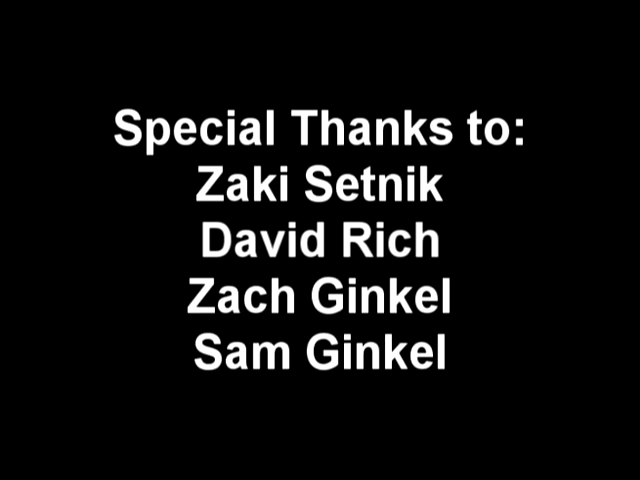 Special Thanks to:
Zaki Setnik
David Rich
Zach Ginkel
Sam Ginkel